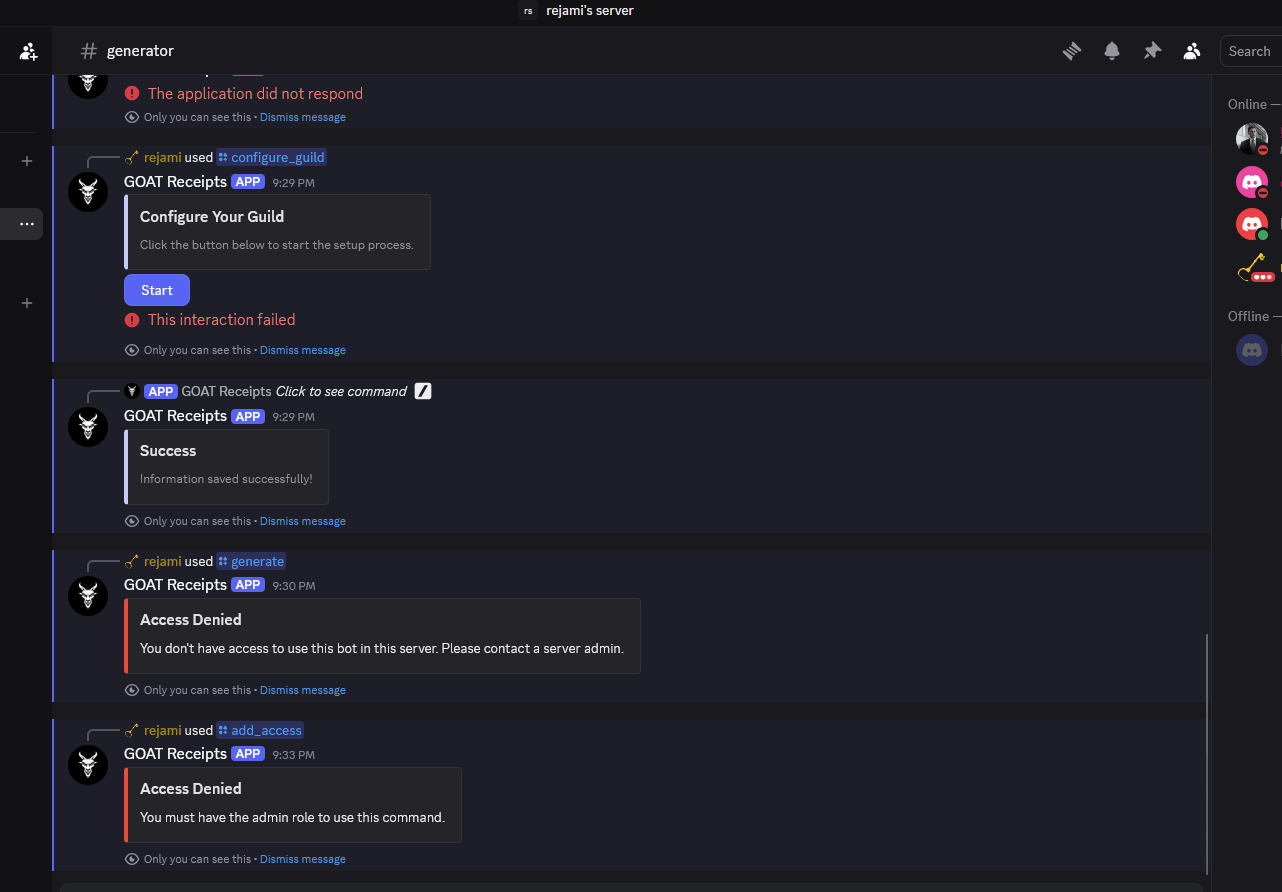 rs rejami's server
# generator
Search
The application did not respond
Only you can see this • Dismiss message
rejami used configure_guild
GOAT Receipts APP 9:29 PM
Configure Your Guild
Click the button below to start the setup process.
Start
This interaction failed
Only you can see this • Dismiss message
APP GOAT Receipts Click to see command
GOAT Receipts APP 9:29 PM
Success
Information saved successfully!
Only you can see this • Dismiss message
rejami used generate
GOAT Receipts APP 9:30 PM
Access Denied
You don't have access to use this bot in this server. Please contact a server admin.
Only you can see this • Dismiss message
rejami used add_access
GOAT Receipts APP 9:33 PM
Access Denied
You must have the admin role to use this command.
Only you can see this • Dismiss message
Online —
Offline —